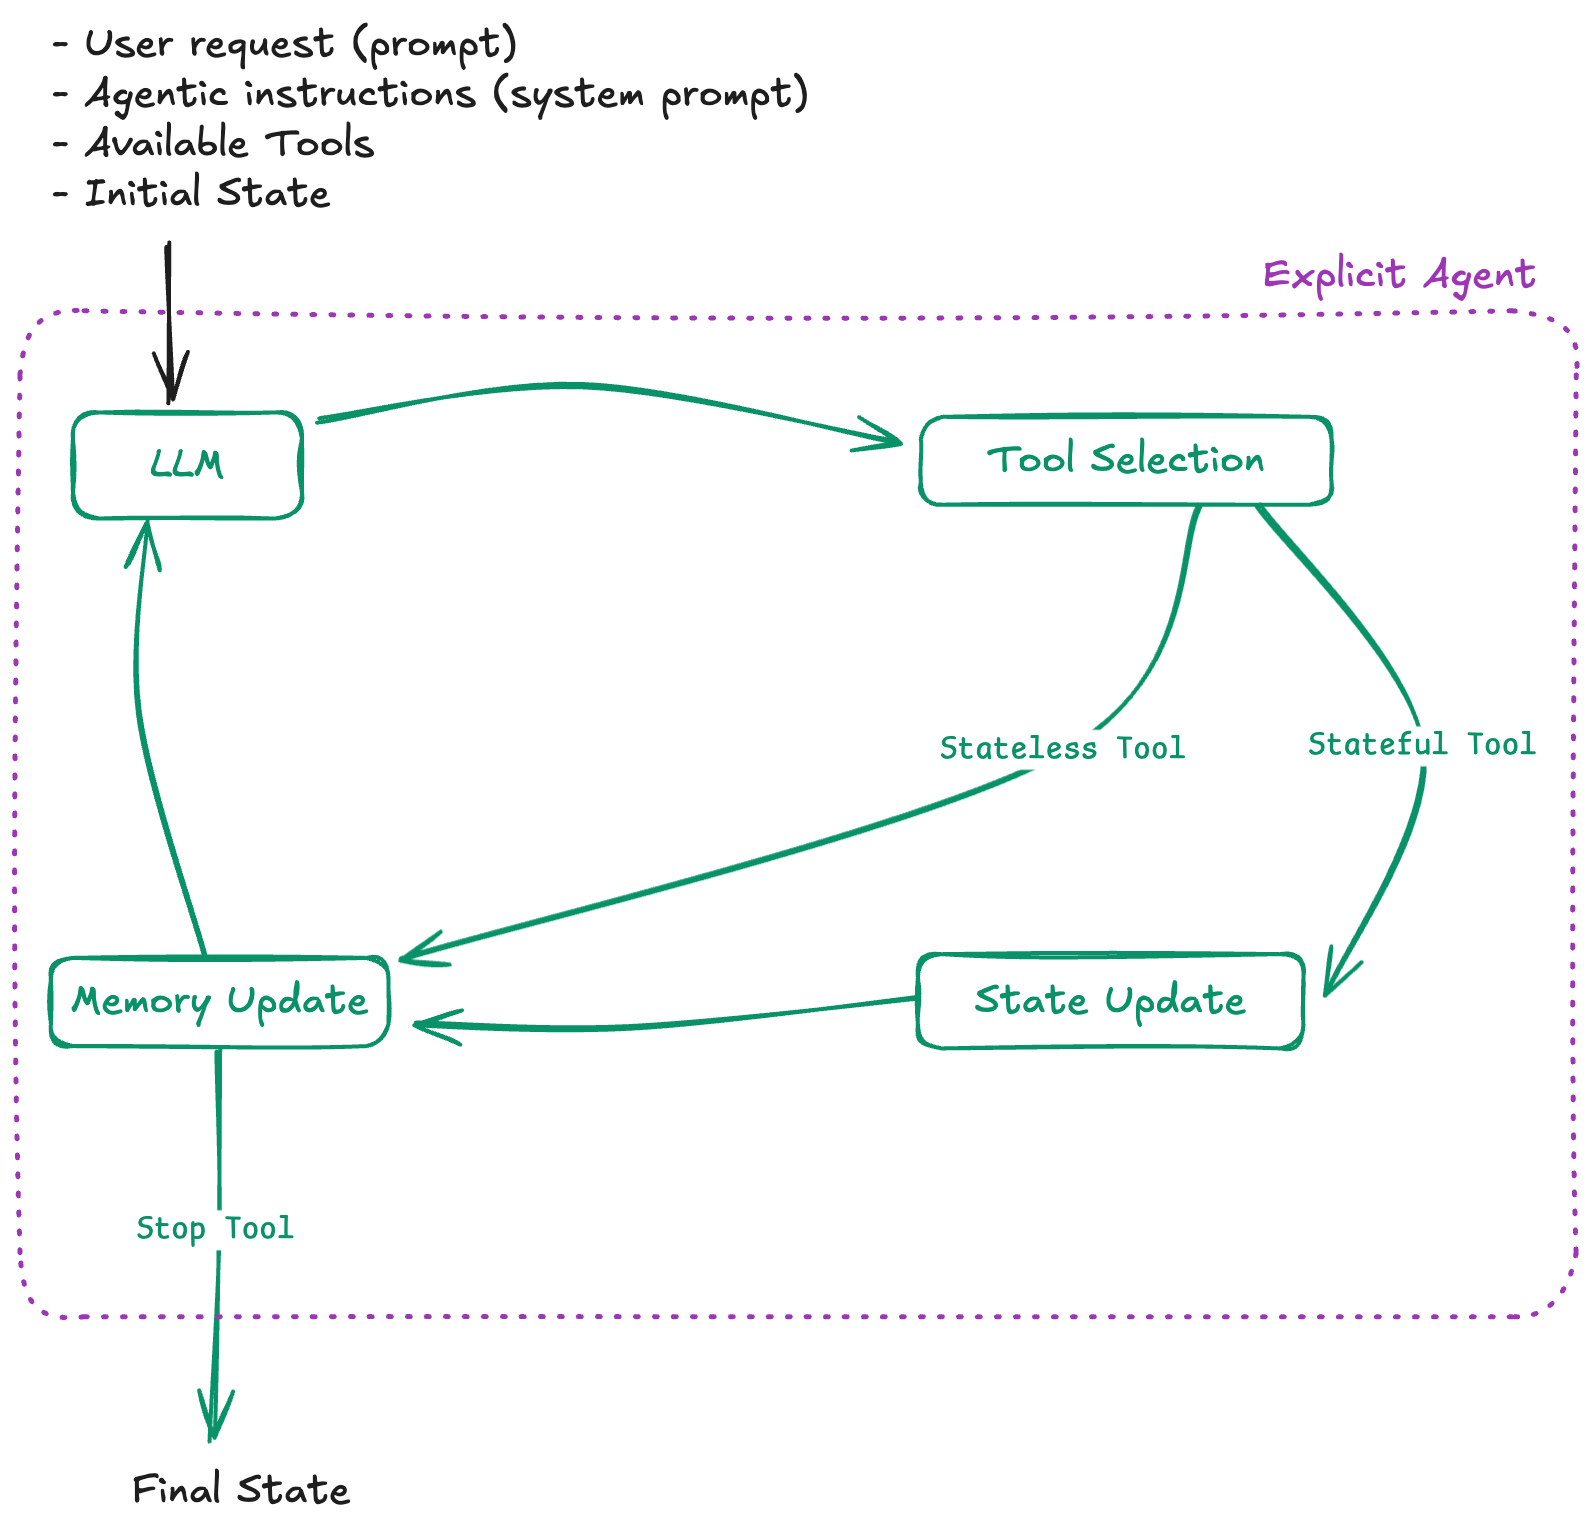 - User request (prompt)
- Agentic instructions (system prompt)
- Available Tools
- Initial State
Explicit Agent
LLM
Tool Selection
Stateless Tool
Stateful Tool
Memory Update
State Update
Stop Tool
Final State